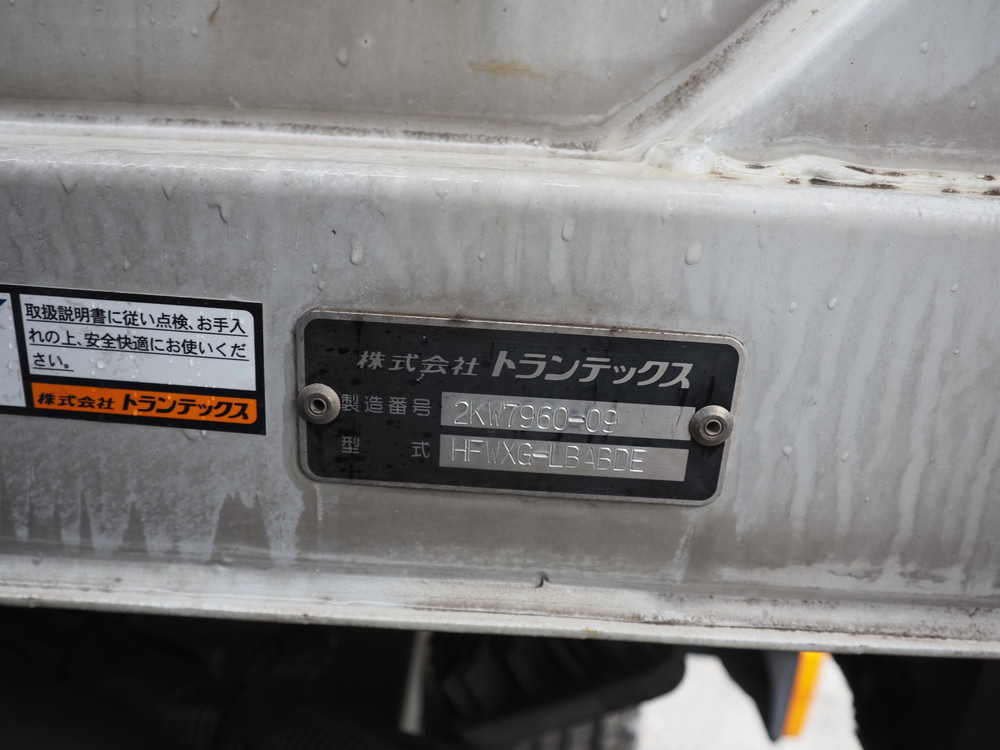 取扱説明書に従い点検、お手入
れの上、安全快適にお使いくだ
さい。
株式会社 トランテックス
株式会社 トランテックス
製造番号 2KW7960-09
型式 HFWXG-LBABDE